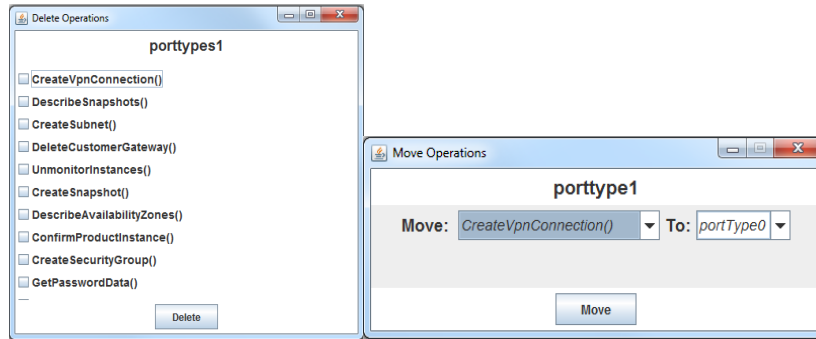 Delete Operations
porttypes1
CreateVpnConnection()
DescribeSnapshots()
CreateSubnet()
DeleteCustomerGateway()
UnmonitorInstances()
CreateSnapshot()
DescribeAvailabilityZones()
ConfirmProductInstance()
CreateSecurityGroup()
GetPasswordData()
Delete
Move Operations
porttype1
Move: CreateVpnConnection() To: portType0
Move